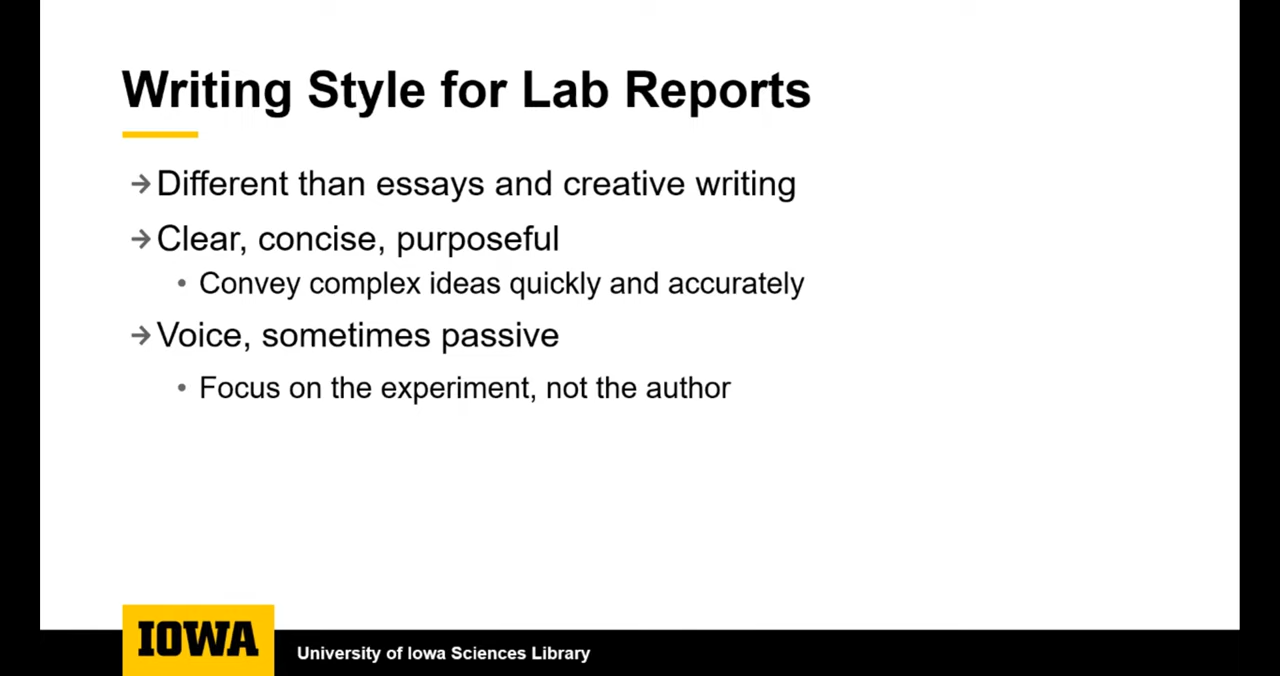 Writing Style for Lab Reports
→Different than essays and creative writing
→Clear, concise, purposeful
• Convey complex ideas quickly and accurately
→Voice, sometimes passive
• Focus on the experiment, not the author
IOWA
University of Iowa Sciences Library